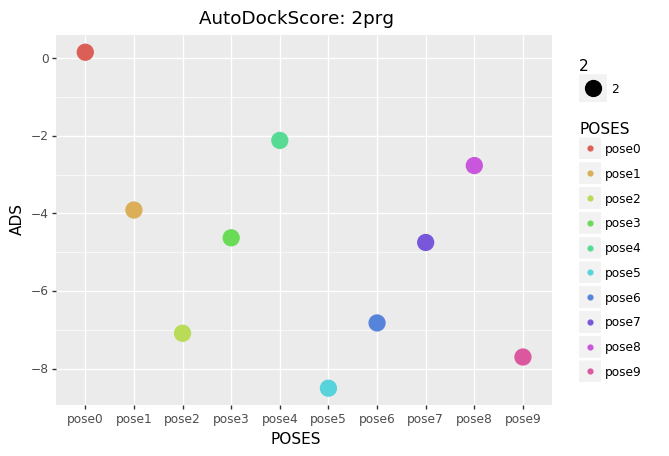 AutoDockScore: 2prg
ADS
0
−2
−4
−6
−8
pose0 pose1 pose2 pose3 pose4 pose5 pose6 pose7 pose8 pose9
POSES
2
2
POSES
pose0
pose1
pose2
pose3
pose4
pose5
pose6
pose7
pose8
pose9